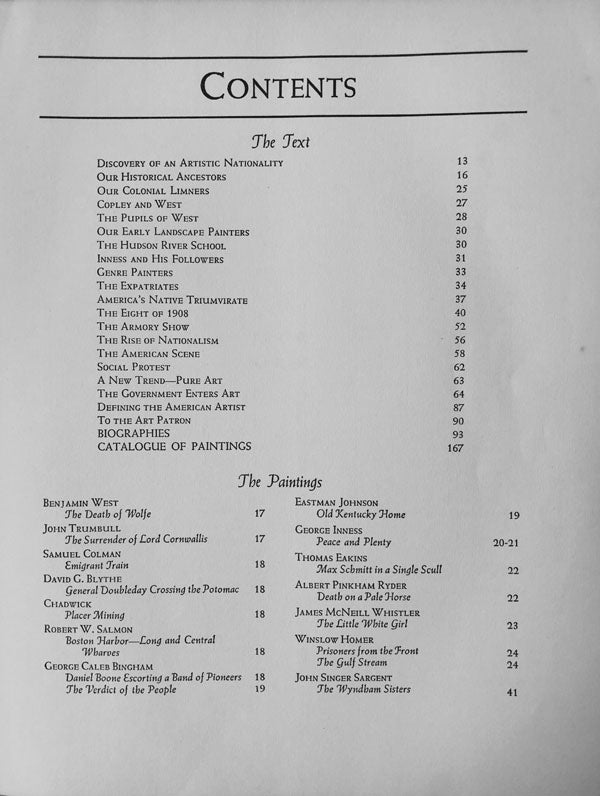 CONTENTS
The Text
DISCOVERY OF AN ARTISTIC NATIONALITY 13
OUR HISTORICAL ANCESTORS 16
OUR COLONIAL LIMNERS 25
COPLEY AND WEST 27
THE PUPILS OF WEST 28
OUR EARLY LANDSCAPE PAINTERS 30
THE HUDSON RIVER SCHOOL 30
INNESS AND HIS FOLLOWERS 31
GENRE PAINTERS 33
THE EXPATRIATES 34
AMERICA'S NATIVE TRIUMVIRATE 37
THE EIGHT OF 1908 40
THE ARMORY SHOW 52
THE RISE OF NATIONALISM 56
THE AMERICAN SCENE 58
SOCIAL PROTEST 62
A NEW TREND—PURE ART 63
THE GOVERNMENT ENTERS ART 64
DEFINING THE AMERICAN ARTIST 87
TO THE ART PATRON 90
BIOGRAPHIES 93
CATALOGUE OF PAINTINGS 167
The Paintings
BENJAMIN WEST
The Death of Wolfe 17
JOHN TRUMBULL
The Surrender of Lord Cornwallis 17
SAMUEL COLMAN
Emigrant Train 18
DAVID G. BLYTHE
General Doubleday Crossing the Potomac 18
CHADWICK
Placer Mining 18
ROBERT W. SALMON
Boston Harbor—Long and Central
Wharves 18
GEORGE CALEB BINGHAM
Daniel Boone Escorting a Band of Pioneers 18
The Verdict of the People 19
EASTMAN JOHNSON
Old Kentucky Home 19
GEORGE INNESS
Peace and Plenty 20-21
THOMAS EAKINS
Max Schmitt in a Single Scull 22
ALBERT PINKHAM RYDER
Death on a Pale Horse 22
JAMES MCNEILL WHISTLER
The Little White Girl 23
WINSLOW HOMER
Prisoners from the Front 24
The Gulf Stream 24
JOHN SINGER SARGENT
The Wyndham Sisters 41